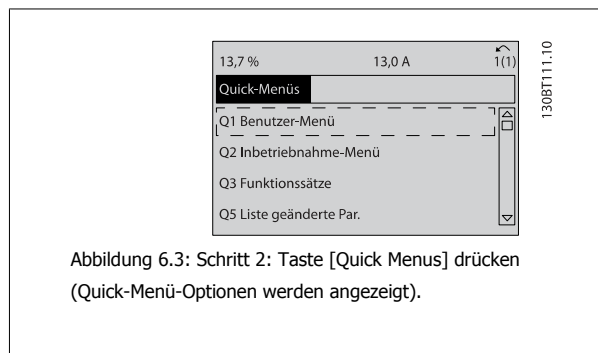 13,7 % 13,0 A 1(1)
Quick-Menüs
Q1 Benutzer-Menü
Q2 Inbetriebnahme-Menü
Q3 Funktionssätze
Q5 Liste geänderte Par.
130BT111.10
Abbildung 6.3: Schritt 2: Taste [Quick Menus] drücken
(Quick-Menü-Optionen werden angezeigt).